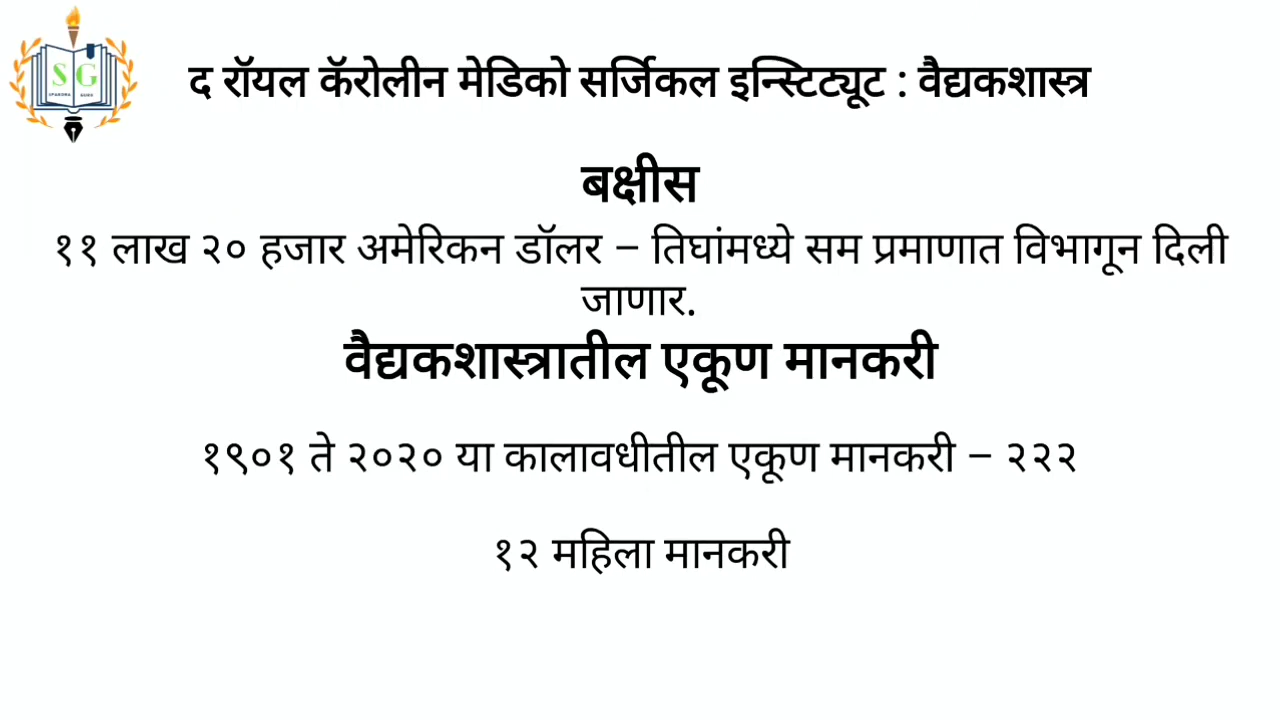 S G
द रॉयल कॅरोलीन मेडिको सर्जिकल इन्स्टिट्यूट : वैद्यकशास्त्र
बक्षीस
११ लाख २० हजार अमेरिकन डॉलर – तिघांमध्ये सम प्रमाणात विभागून दिली
जाणार.
वैद्यकशास्त्रातील एकूण मानकरी
१९०१ ते २०२० या कालावधीतील एकूण मानकरी – २२२
१२ महिला मानकरी